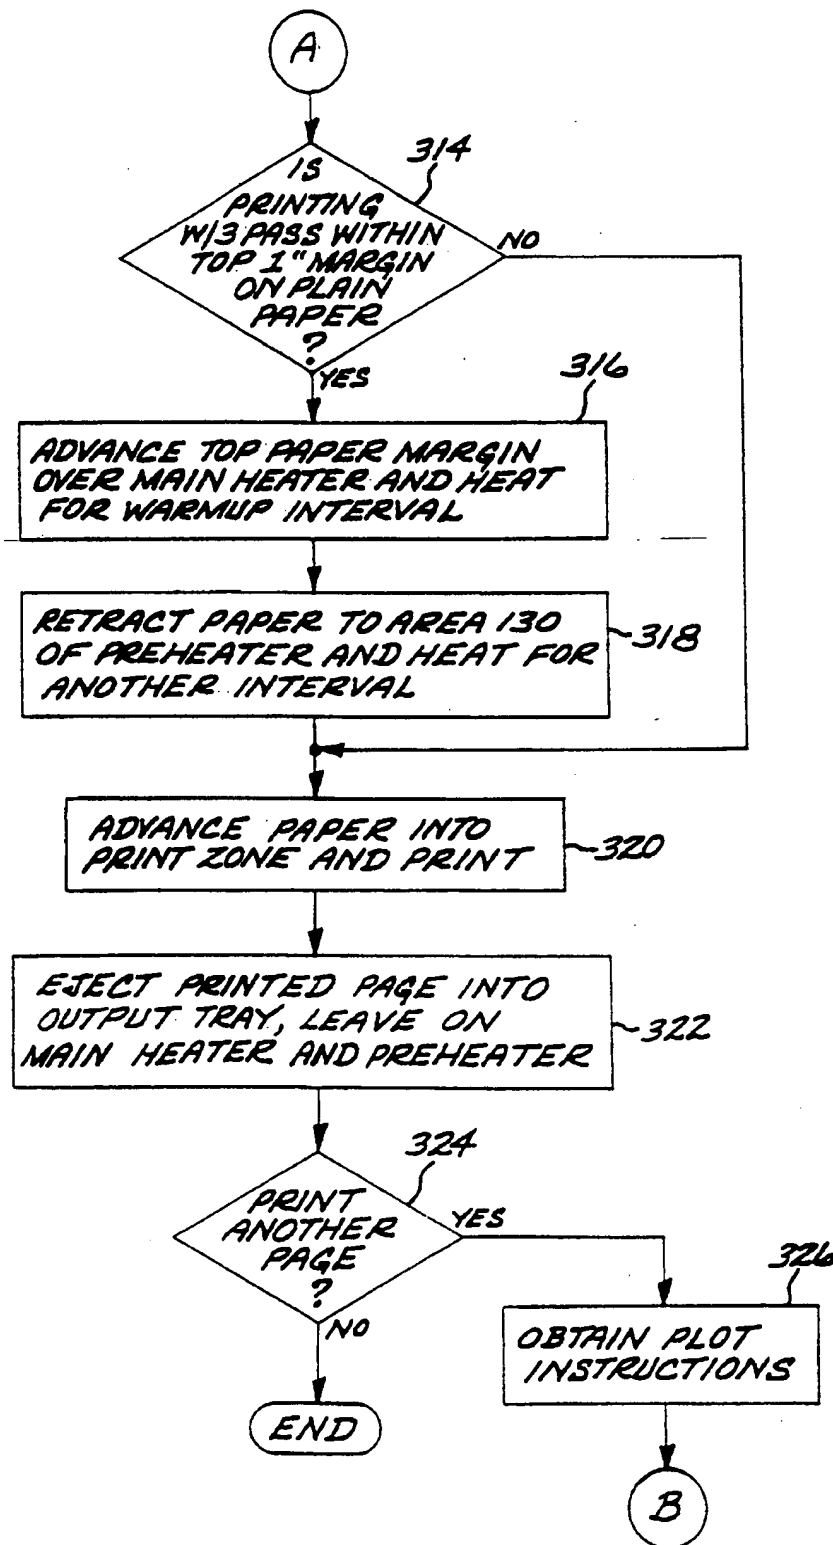 A
314
IS
PRINTING
W/3 PASS WITHIN
TOP 1" MARGIN
ON PLAIN
PAPER
?
NO
YES
316
ADVANCE TOP PAPER MARGIN
OVER MAIN HEATER AND HEAT
FOR WARMUP INTERVAL
RETRACT PAPER TO AREA 130
OF PREHEATER AND HEAT FOR
ANOTHER INTERVAL
318
ADVANCE PAPER INTO
PRINT ZONE AND PRINT
320
EJECT PRINTED PAGE INTO
OUTPUT TRAY, LEAVE ON
MAIN HEATER AND PREHEATER
322
324
PRINT
ANOTHER
PAGE
?
YES
NO
326
OBTAIN PLOT
INSTRUCTIONS
END
B